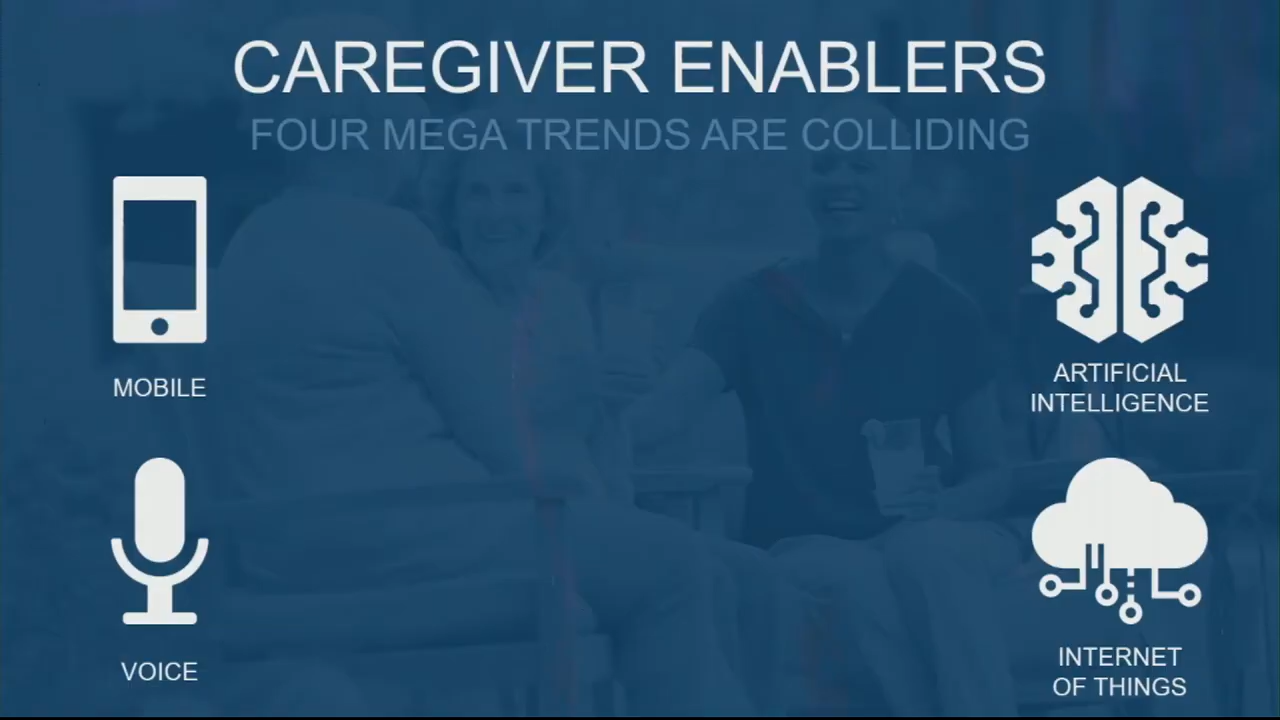 CAREGIVER ENABLERS
FOUR MEGA TRENDS ARE COLLIDING
MOBILE
ARTIFICIAL
INTELLIGENCE
VOICE
INTERNET
OF THINGS